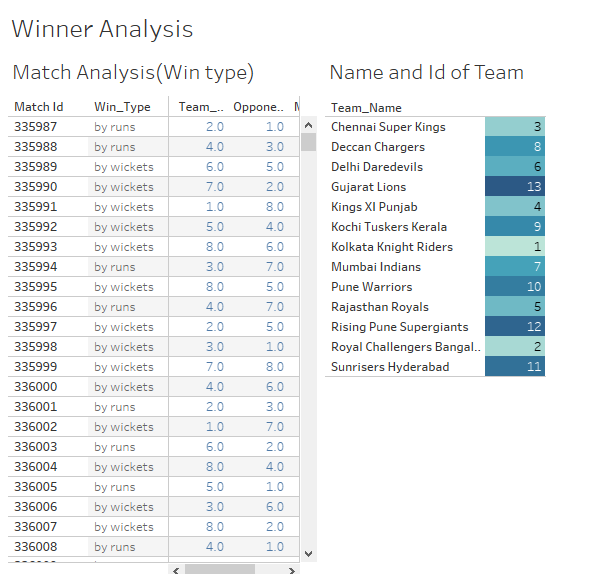 Winner Analysis
Match Analysis(Win type)
Match Id Win_Type Team_.. Oppone..
335987 by runs 2.0 1.0
335988 by runs 4.0 3.0
335989 by wickets 6.0 5.0
335990 by wickets 7.0 2.0
335991 by wickets 1.0 8.0
335992 by wickets 5.0 4.0
335993 by wickets 8.0 6.0
335994 by runs 3.0 7.0
335995 by wickets 8.0 5.0
335996 by runs 4.0 7.0
335997 by wickets 2.0 5.0
335998 by wickets 3.0 1.0
335999 by wickets 7.0 8.0
336000 by wickets 4.0 6.0
336001 by runs 2.0 3.0
336002 by wickets 1.0 7.0
336003 by runs 6.0 2.0
336004 by wickets 8.0 4.0
336005 by runs 5.0 1.0
336006 by wickets 3.0 6.0
336007 by wickets 8.0 2.0
336008 by runs 4.0 1.0
Name and Id of Team
Team_Name
Chennai Super Kings 3
Deccan Chargers 8
Delhi Daredevils 6
Gujarat Lions 13
Kings XI Punjab 4
Kochi Tuskers Kerala 9
Kolkata Knight Riders 1
Mumbai Indians 7
Pune Warriors 10
Rajasthan Royals 5
Rising Pune Supergiants 12
Royal Challengers Bangal.. 2
Sunrisers Hyderabad 11